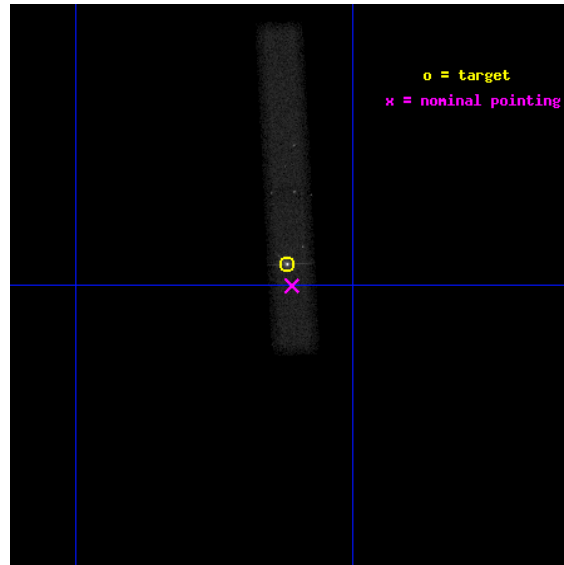 o = target
x = nominal pointing